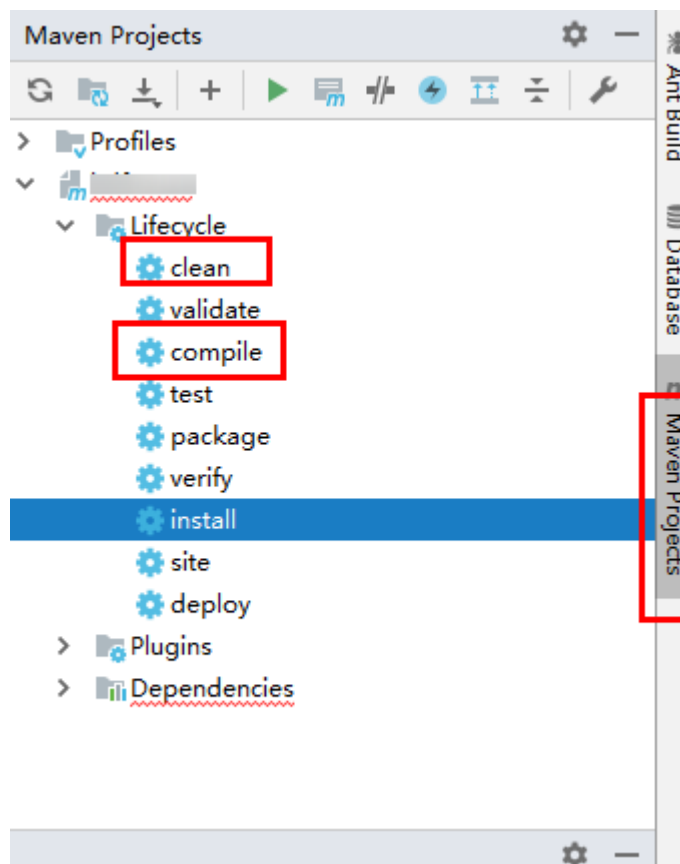 Maven Projects
Profiles
Lifecycle
clean
validate
compile
test
package
verify
install
site
deploy
Plugins
Dependencies
Ant Build
Database
Maven Projects